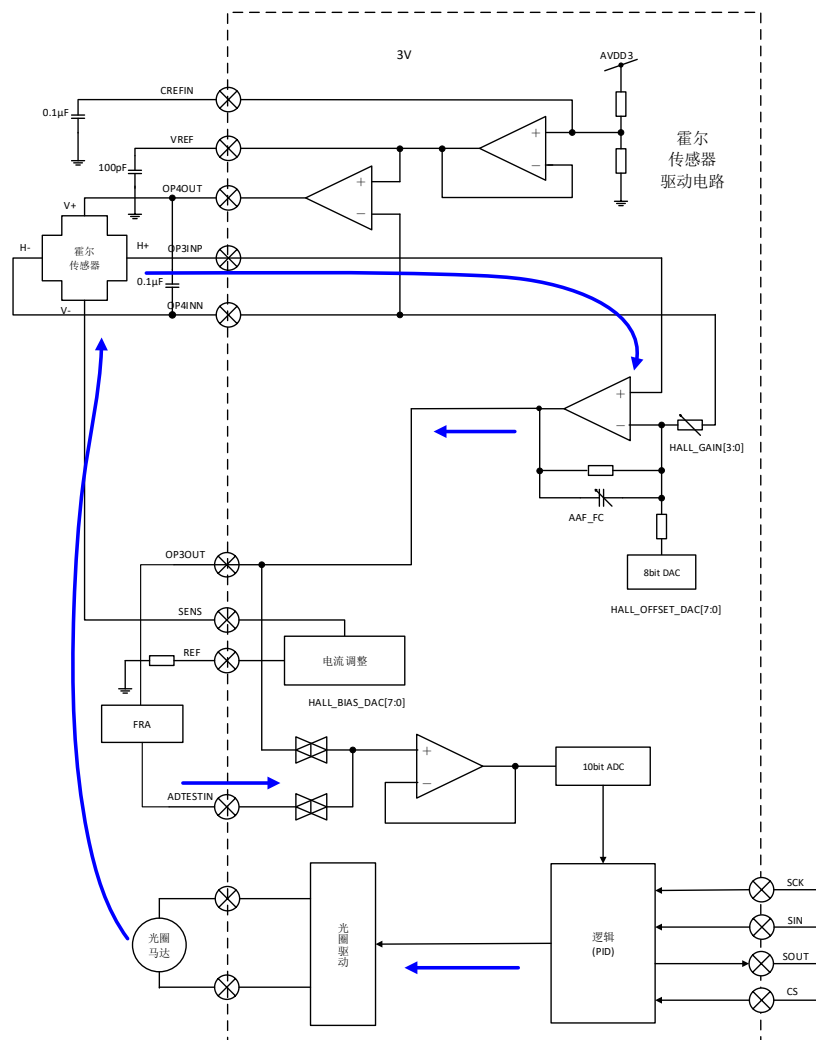 3V
AVDD3
CREFIN
0.1µF
霍尔
传感器
驱动电路
VREF
100pF
OP4OUT
V+
H-
霍尔
传感器
H+
OP3INP
0.1µF
OP4INN
V-
HALL_GAIN[3:0]
AAF_FC
8bit DAC
HALL_OFFSET_DAC[7:0]
OP3OUT
SENS
REF
电流调整
HALL_BIAS_DAC[7:0]
FRA
10bit ADC
ADTESTIN
光圈
马达
光
圈
驱
动
逻辑
(PID)
SCK
SIN
SOUT
CS